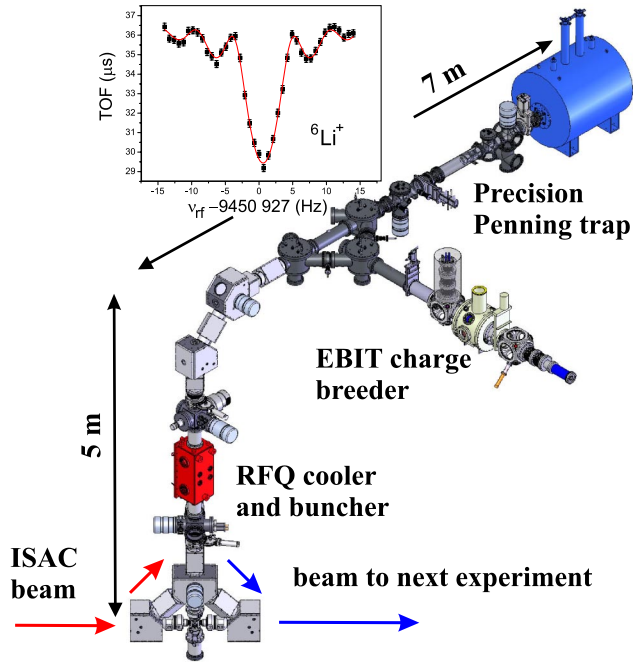 36
35
34
33
32
31
30
29
TOF (μs)
⁶Li⁺
-15 -10 -5 0 5 10 15
ν_rf −9450 927 (Hz)
7 m
Precision
Penning trap
EBIT charge
breeder
5 m
RFQ cooler
and buncher
ISAC
beam
beam to next experiment